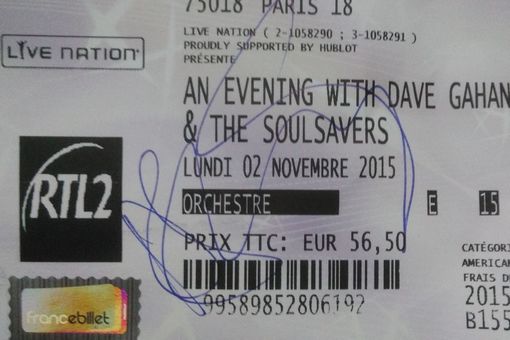 75018 PARIS 18
LIVE NATION ( 2-1058290 ; 3-1058291 )
PROUDLY SUPPORTED BY HUBLOT
PRÉSENTE
LIVE NATION
AN EVENING WITH DAVE GAHAN
& THE SOULSAVERS
LUNDI 02 NOVEMBRE 2015
RTL2
ORCHESTRE E 15
PRIX TTC: EUR 56,50
99589852806192
francebillet
CATÉGORI
AMERICAN
FRAIS DE
2015
B155